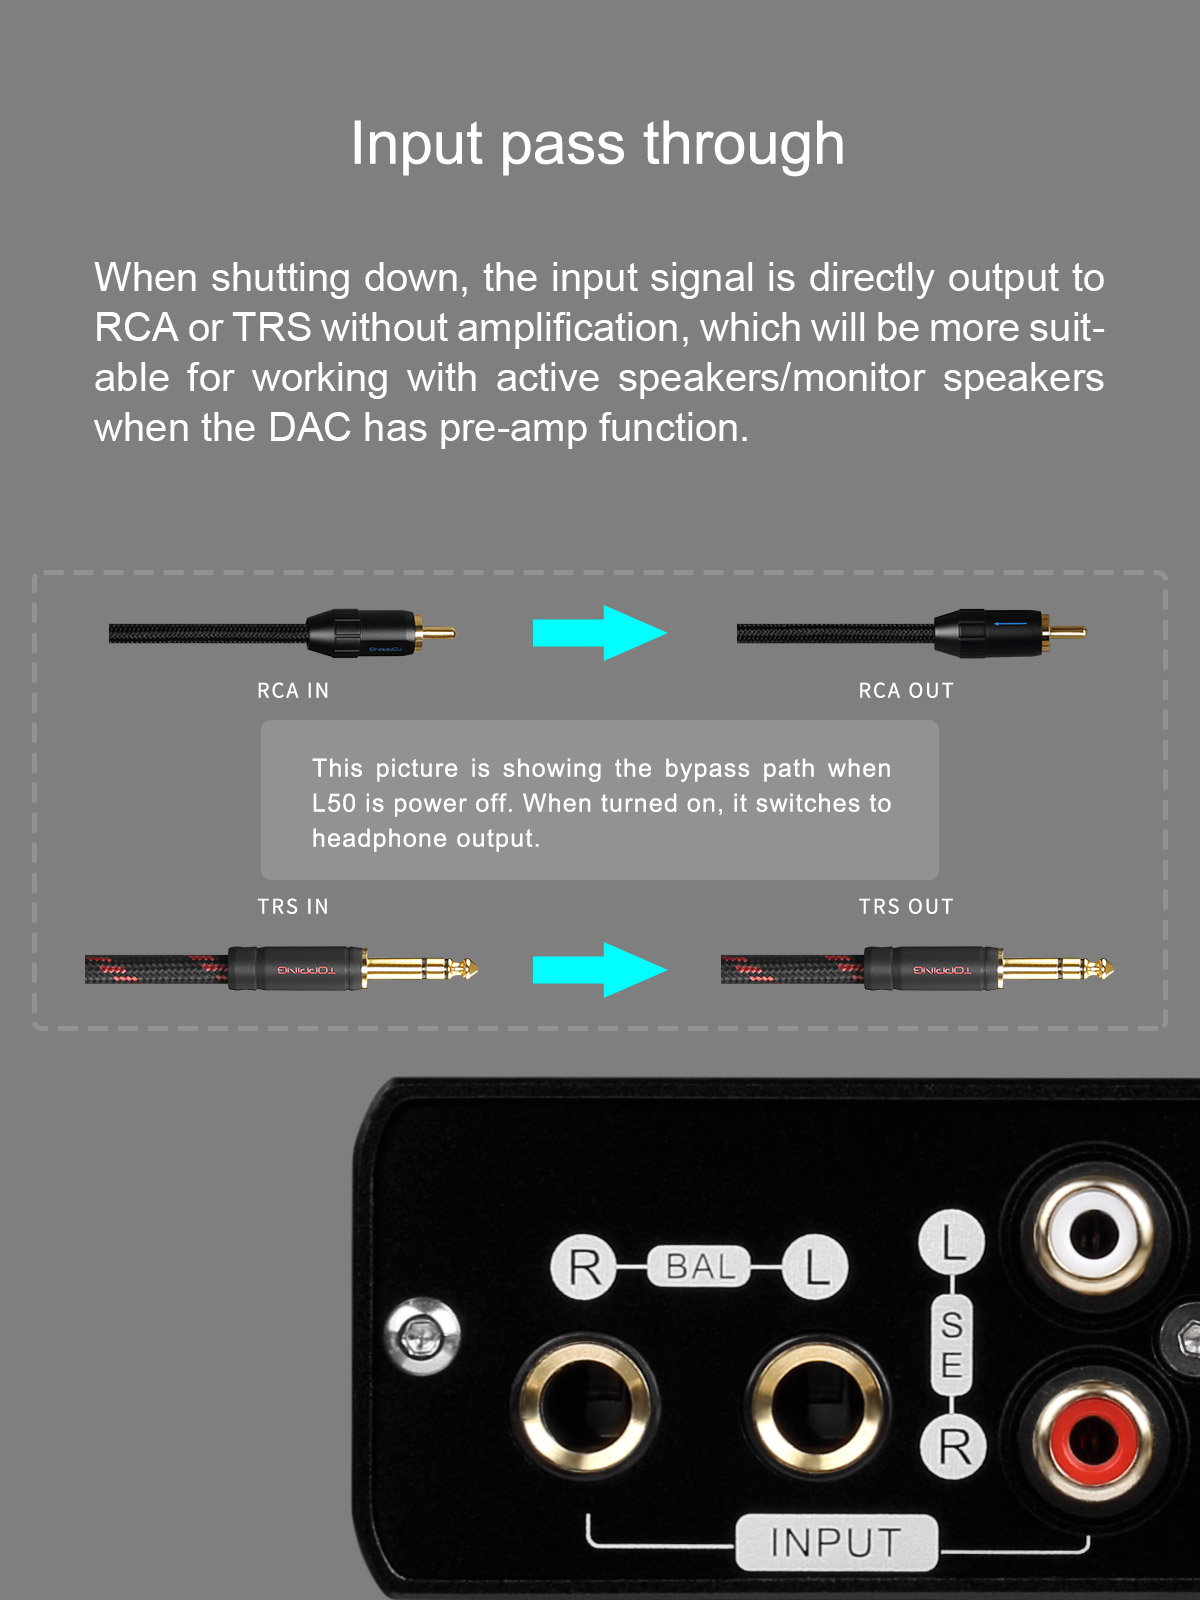 Input pass through
When shutting down, the input signal is directly output to
RCA or TRS without amplification, which will be more suit-
able for working with active speakers/monitor speakers
when the DAC has pre-amp function.
TOPPING
RCA IN
RCA OUT
This picture is showing the bypass path when
L50 is power off. When turned on, it switches to
headphone output.
TRS IN
TRS OUT
TOPPING
TOPPING
R BAL L
L
SE
R
INPUT